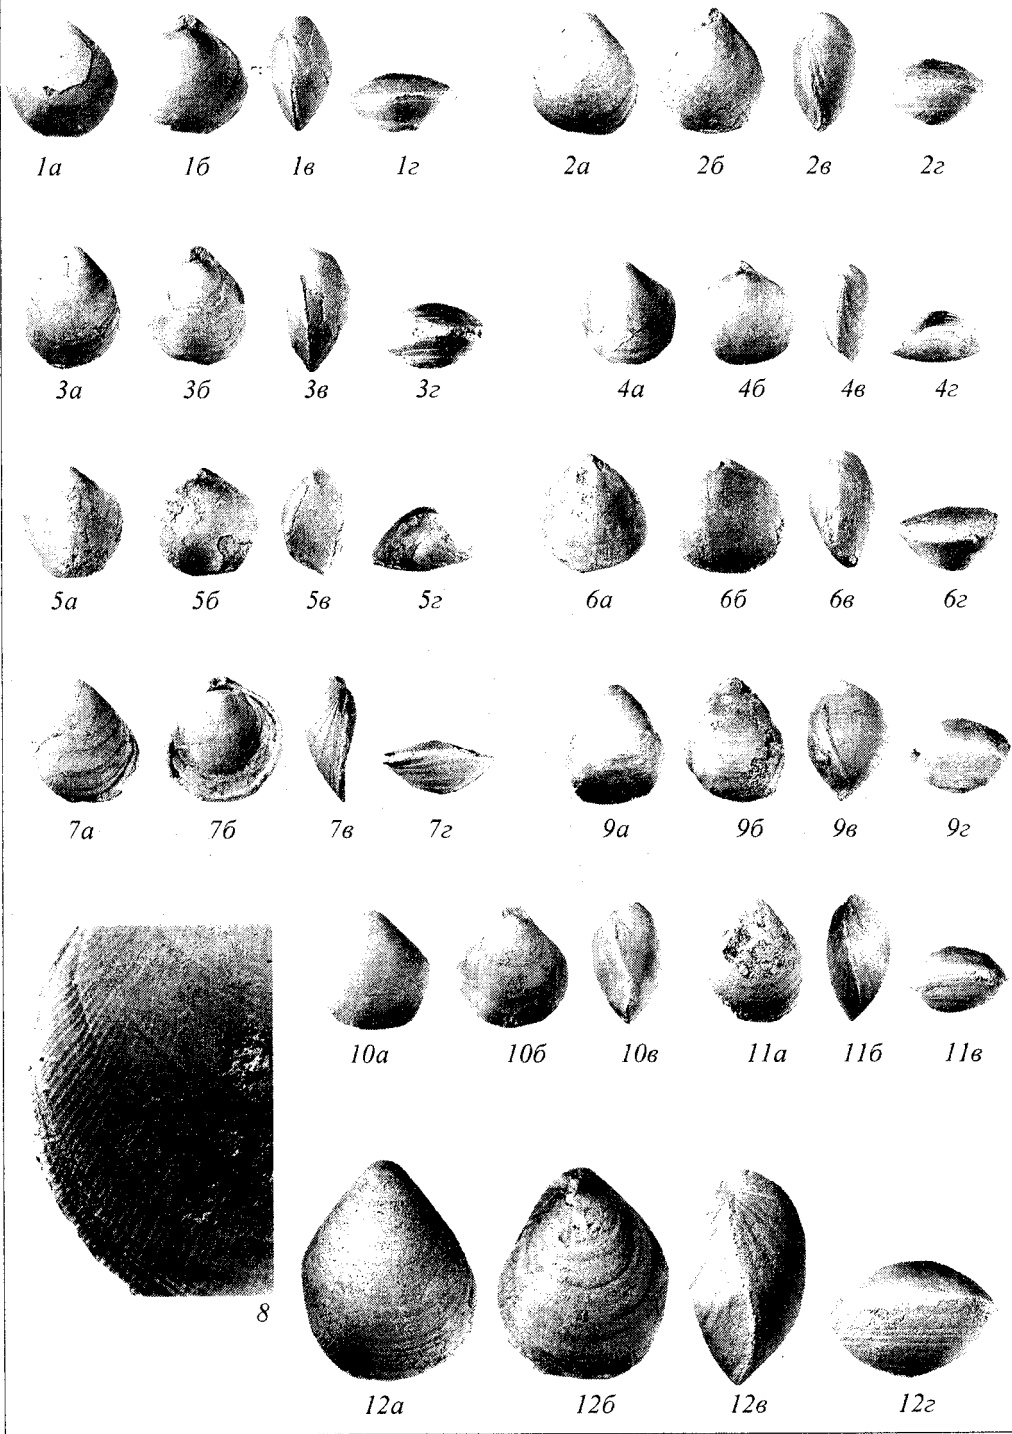 1а 1б 1в 1г 2а 2б 2в 2г
3а 3б 3в 3г 4а 4б 4в 4г
5а 5б 5в 5г 6а 6б 6в 6г
7а 7б 7в 7г 9а 9б 9в 9г
10а 10б 10в 11а 11б 11в
8
12а 12б 12в 12г